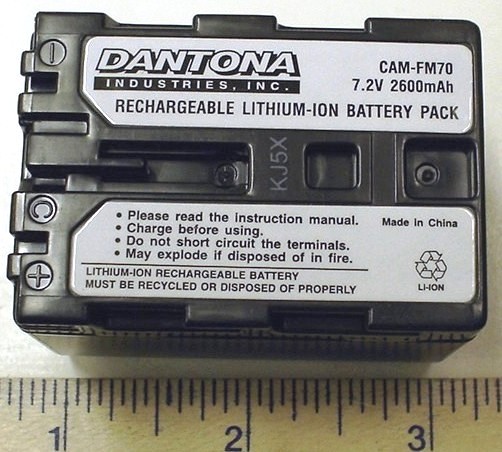 DANTONA
INDUSTRIES, INC.
CAM-FM70
7.2V 2600mAh
RECHARGEABLE LITHIUM-ION BATTERY PACK
KJ5X
C
• Please read the instruction manual.
• Charge before using.
• Do not short circuit the terminals.
• May explode if disposed of in fire.
Made in China
LITHIUM-ION RECHARGEABLE BATTERY
MUST BE RECYCLED OR DISPOSED OF PROPERLY
LI-ION
1 2 3